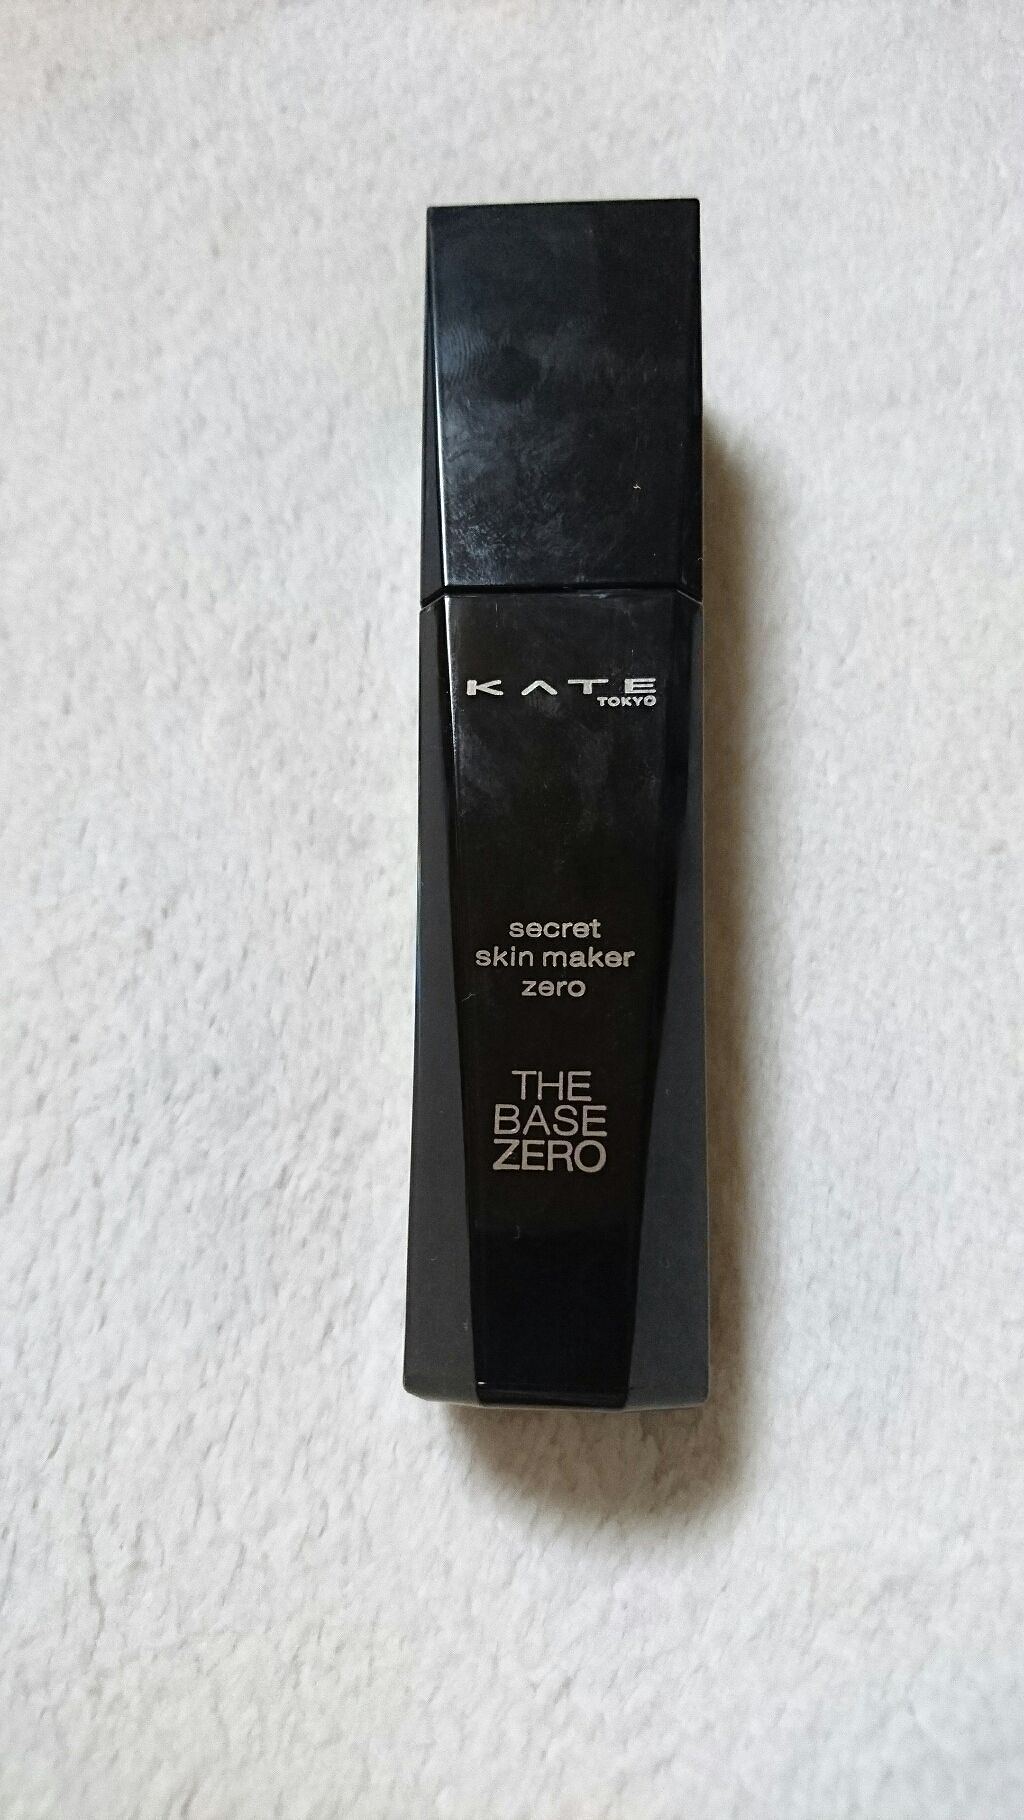 KATE
TOKYO
secret
skin maker
zero
THE
BASE
ZERO